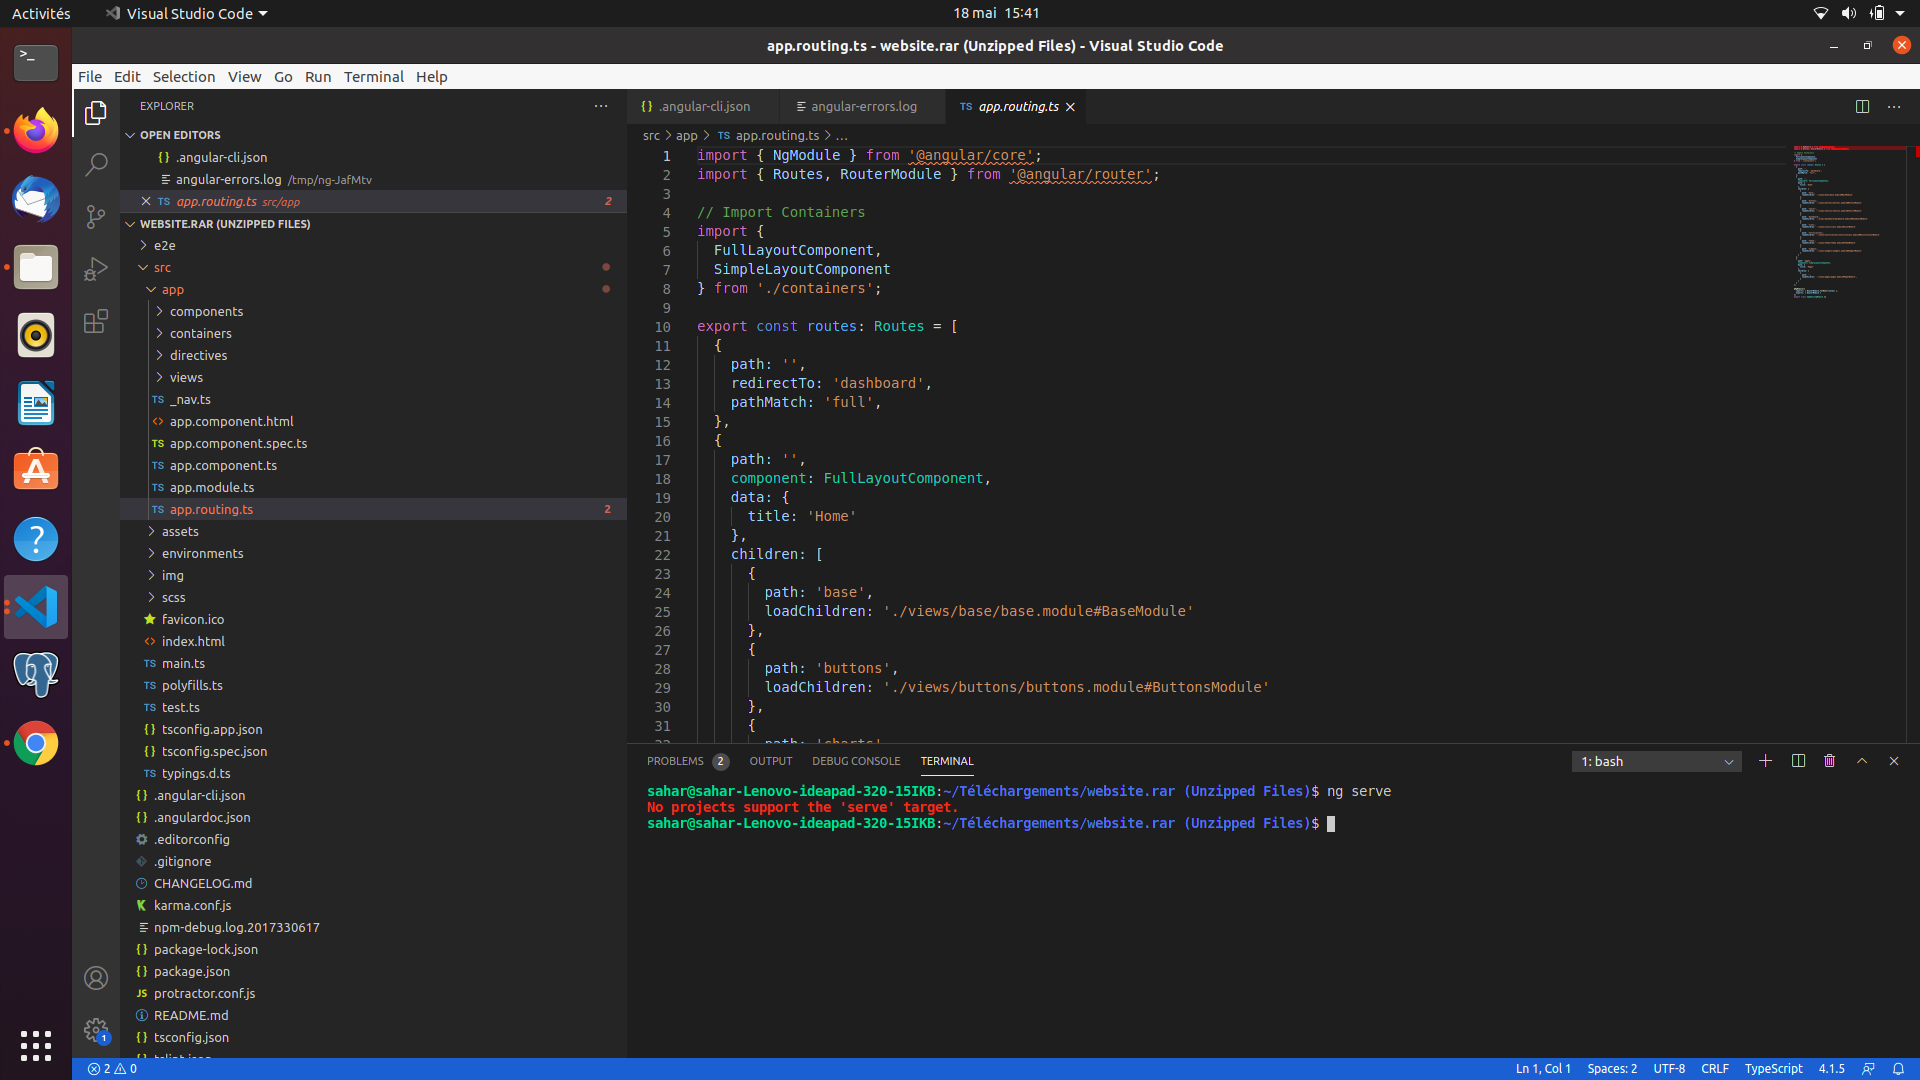 Activités
Visual Studio Code
18 mai 15:41
app.routing.ts - website.rar (Unzipped Files) - Visual Studio Code
File Edit Selection View Go Run Terminal Help
EXPLORER
OPEN EDITORS
{} .angular-cli.json
angular-errors.log /tmp/ng-JafMtv
TS app.routing.ts src/app 2
WEBSITE.RAR (UNZIPPED FILES)
e2e
src
app
components
containers
directives
views
TS _nav.ts
<> app.component.html
TS app.component.spec.ts
TS app.component.ts
TS app.module.ts
TS app.routing.ts 2
assets
environments
img
scss
favicon.ico
<> index.html
TS main.ts
TS polyfills.ts
TS test.ts
{} tsconfig.app.json
{} tsconfig.spec.json
TS typings.d.ts
{} .angular-cli.json
{} .angulardoc.json
.editorconfig
.gitignore
CHANGELOG.md
karma.conf.js
npm-debug.log.2017330617
{} package-lock.json
{} package.json
JS protractor.conf.js
README.md
{} tsconfig.json
{} .angular-cli.json
angular-errors.log
TS app.routing.ts
src > app > TS app.routing.ts > ...
1 import { NgModule } from '@angular/core';
2 import { Routes, RouterModule } from '@angular/router';
3
4 // Import Containers
5 import {
6 FullLayoutComponent,
7 SimpleLayoutComponent
8 } from './containers';
9
10 export const routes: Routes = [
11 {
12 path: '',
13 redirectTo: 'dashboard',
14 pathMatch: 'full',
15 },
16 {
17 path: '',
18 component: FullLayoutComponent,
19 data: {
20 title: 'Home'
21 },
22 children: [
23 {
24 path: 'base',
25 loadChildren: './views/base/base.module#BaseModule'
26 },
27 {
28 path: 'buttons',
29 loadChildren: './views/buttons/buttons.module#ButtonsModule'
30 },
31 {
PROBLEMS 2 OUTPUT DEBUG CONSOLE TERMINAL
1: bash
sahar@sahar-Lenovo-ideapad-320-15IKB:~/Téléchargements/website.rar (Unzipped Files)$ ng serve
No projects support the 'serve' target.
sahar@sahar-Lenovo-ideapad-320-15IKB:~/Téléchargements/website.rar (Unzipped Files)$
1
2 0
Ln 1, Col 1 Spaces: 2 UTF-8 CRLF TypeScript 4.1.5